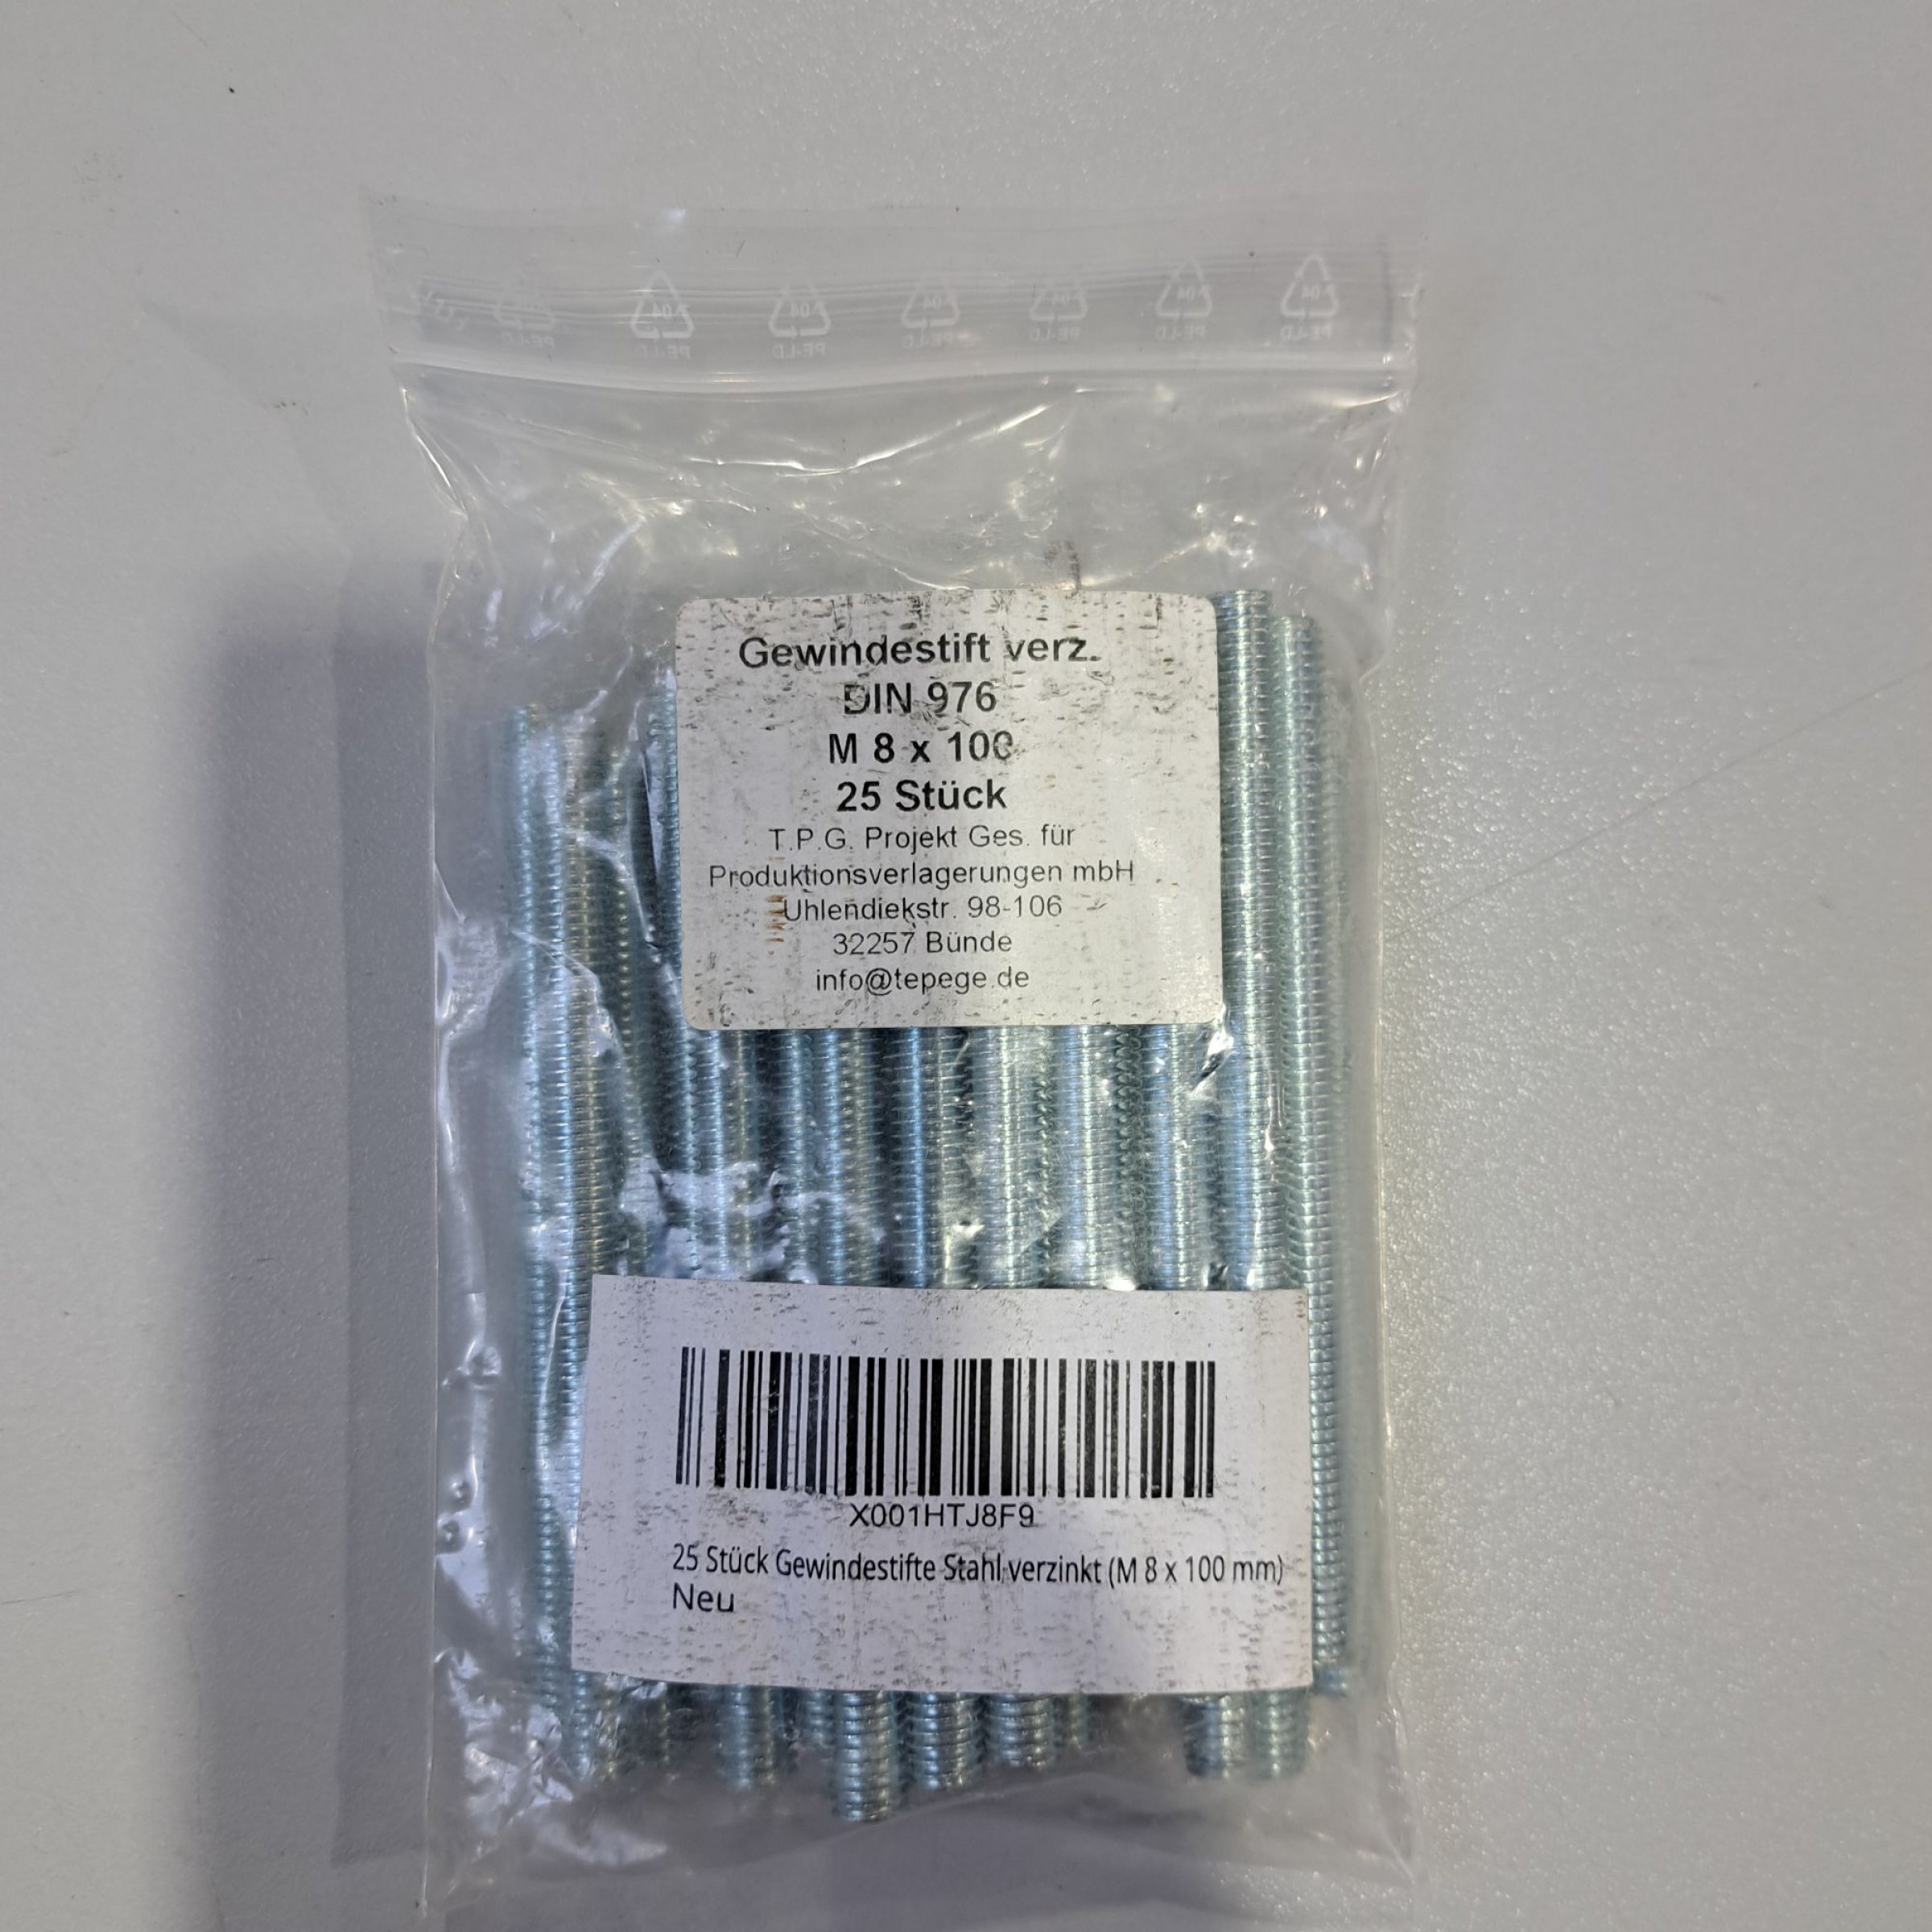 Gewindestift verz.
DIN 976
M 8 x 100
25 Stück
T.P.G. Projekt Ges. für
Produktionsverlagerungen mbH
Uhlendiekstr. 98-106
32257 Bünde
info@tepege.de
X001HTJ8F9
25 Stück Gewindestifte Stahl verzinkt (M 8 x 100 mm)
Neu